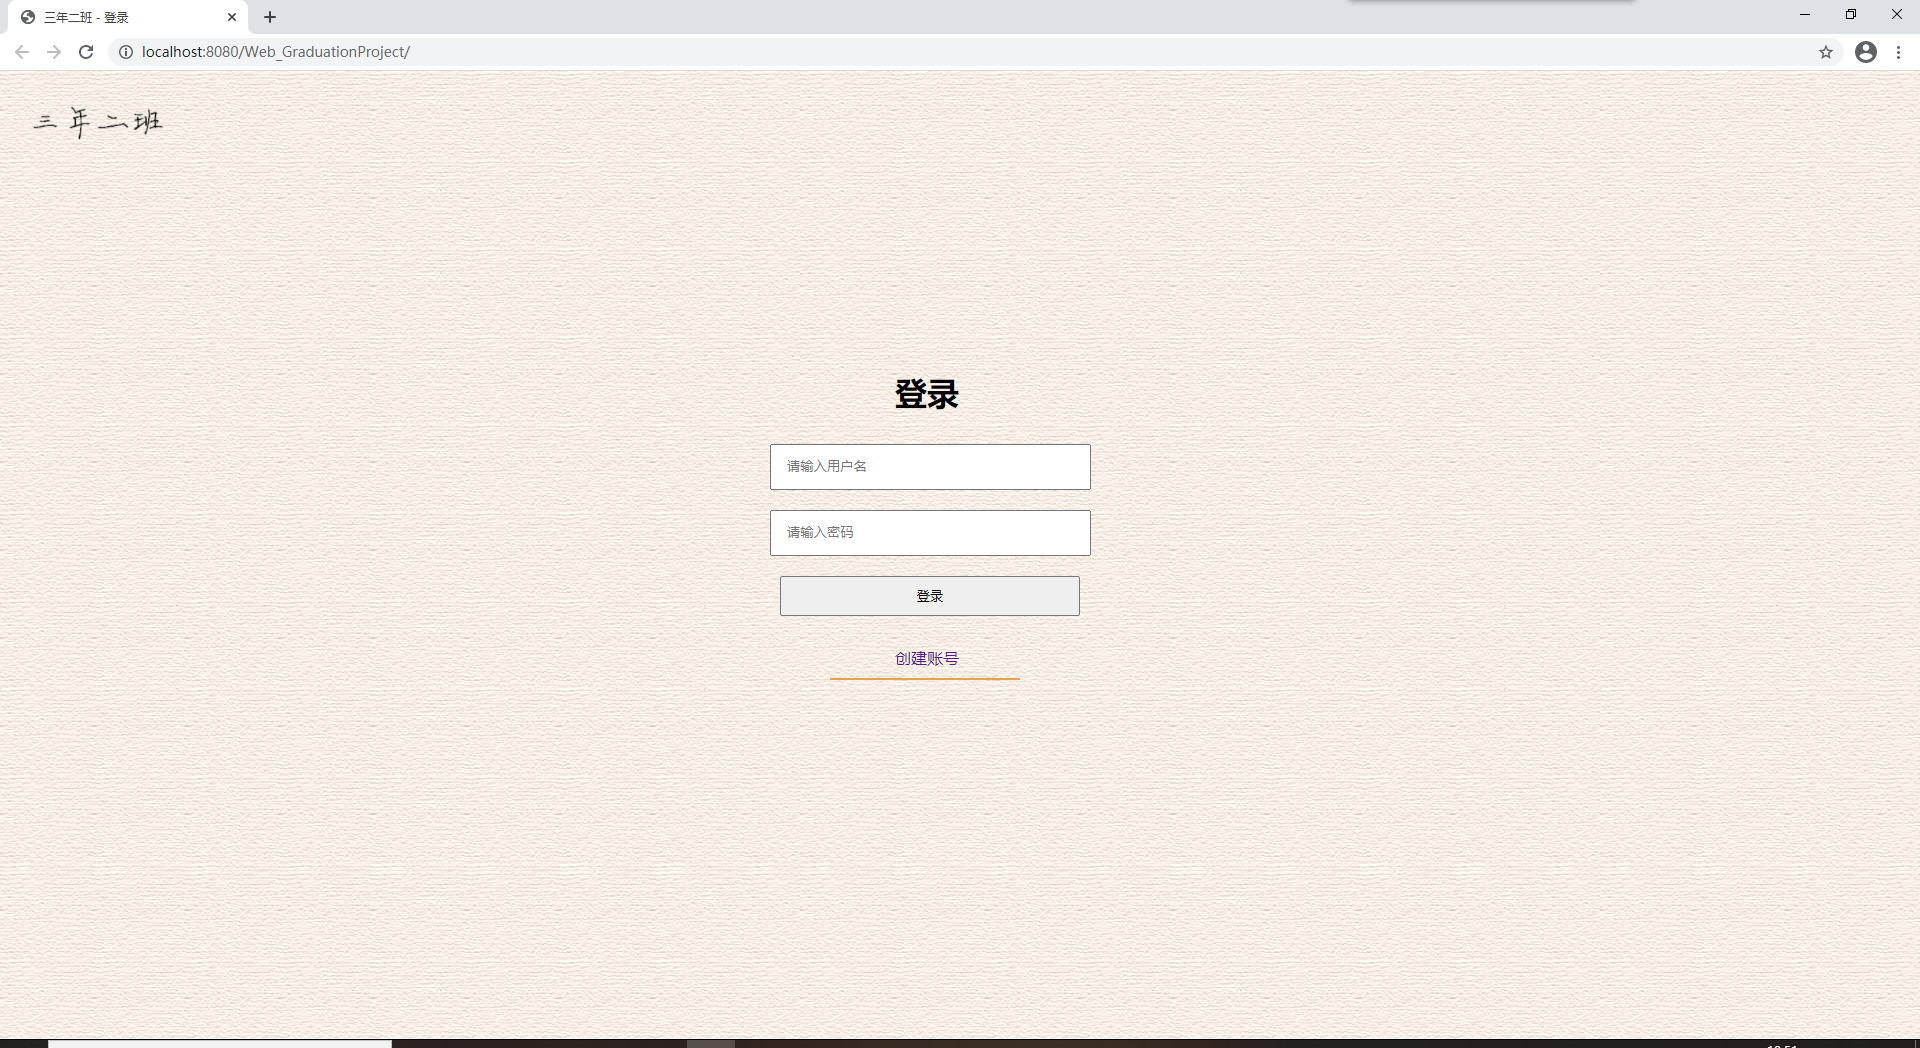 三年二班 - 登录
localhost:8080/Web_GraduationProject/
三年二班
登录
请输入用户名
请输入密码
登录
创建账号